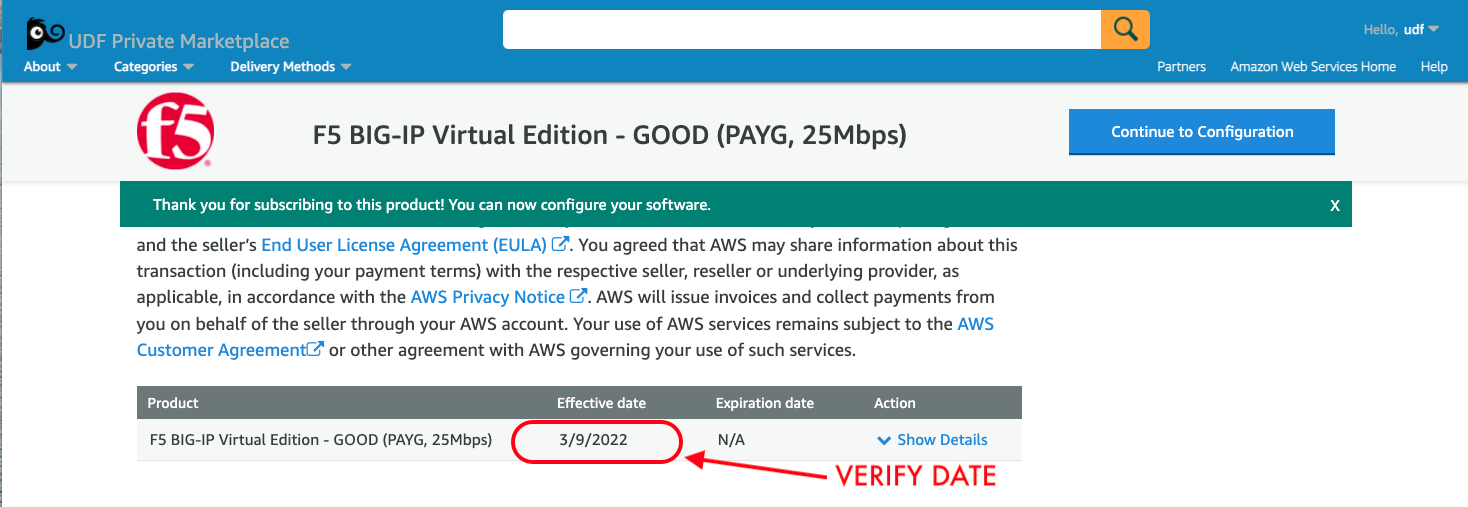 UDF Private Marketplace
Hello, udf
About Categories Delivery Methods
Partners Amazon Web Services Home Help
f5
F5 BIG-IP Virtual Edition - GOOD (PAYG, 25Mbps)
Continue to Configuration
Thank you for subscribing to this product! You can now configure your software. X
and the seller’s End User License Agreement (EULA) . You agreed that AWS may share information about this
transaction (including your payment terms) with the respective seller, reseller or underlying provider, as
applicable, in accordance with the AWS Privacy Notice . AWS will issue invoices and collect payments from
you on behalf of the seller through your AWS account. Your use of AWS services remains subject to the AWS
Customer Agreement or other agreement with AWS governing your use of such services.
Product Effective date Expiration date Action
F5 BIG-IP Virtual Edition - GOOD (PAYG, 25Mbps) 3/9/2022 N/A Show Details
VERIFY DATE